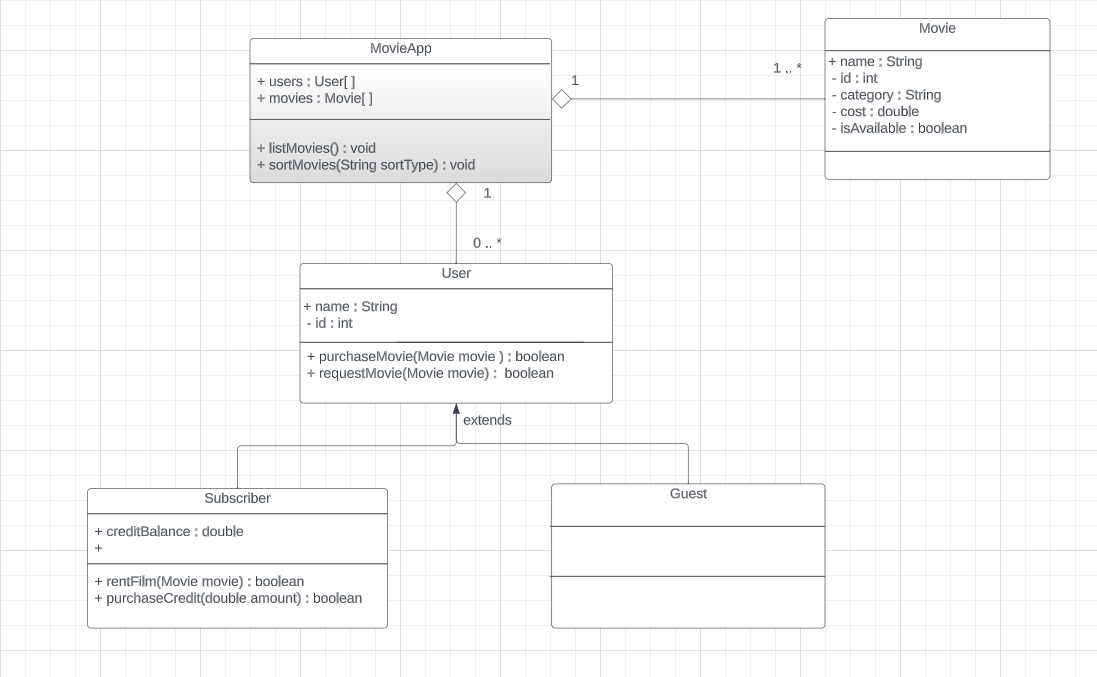 MovieApp
+ users : User[ ]
+ movies : Movie[ ]
+ listMovies() : void
+ sortMovies(String sortType) : void
1
1 .. *
Movie
+ name : String
- id : int
- category : String
- cost : double
- isAvailable : boolean
1
0 .. *
User
+ name : String
- id : int
+ purchaseMovie(Movie movie ) : boolean
+ requestMovie(Movie movie) :  boolean
extends
Subscriber
+ creditBalance : double
+
+ rentFilm(Movie movie) : boolean
+ purchaseCredit(double amount) : boolean
Guest